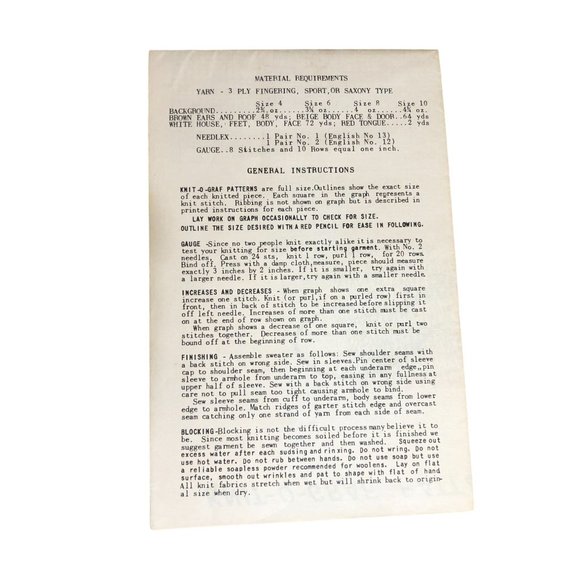 MATERIAL REQUIREMENTS
YARN - 3 PLY FINGERING, SPORT, OR SAXONY TYPE
Size 4 Size 6 Size 8 Size 10
BACKGROUND..........2¾ oz.....3¼ oz......4 oz....4¾ oz.
BROWN EARS AND ROOF 48 yds; BEIGE BODY FACE & DOOR..64 yds
WHITE HOUSE, FEET, BODY, FACE 72 yds; RED TONGUE.....2 yds
NEEDLEX........1 Pair No. 1 (English No 13)
1 Pair No. 2 (English No. 12)
GAUGE..8 Skitches and 10 Rows equal one inch.
GENERAL INSTRUCTIONS
KNIT-O-GRAF PATTERNS are full size.Outlines show the exact size
of each knitted piece. Each square in the graph represents a
knit stitch. Ribbing is not shown on graph but is described in
printed instructions for each piece.
LAY WORK ON GRAPH OCCASIONALLY TO CHECK FOR SIZE.
OUTLINE THE SIZE DESIRED WITH A RED PENCIL FOR EASE IN FOLLOWING.
GAUGE -Since no two people knit exactly alike it is necessary to
test your knitting for size before starting garment. With No. 2
needles, Cast on 24 sts, knit 1 row, purl 1 row, for 20 rows.
Bind off. Press with a damp cloth,measure, piece should measure
exactly 3 inches by 2 inches. If it is smaller, try again with
a larger needle. If it is larger,try again with a smaller needle.
INCREASES AND DECREASES - When graph shows one extra square
increase one stitch. Knit (or purl,if on a purled row) first in
front, then in back of stitch to be increased before slipping it
off left needle. Increases of more than one stitch must be cast
on at the end of row shown on graph.
When graph shows a decrease of one square, knit or purl two
stitches together. Decreases of more than one stitch must be
bound off at the beginning of row.
FINISHING - Assemble sweater as follows: Sew shoulder seams with
a back stitch on wrong side. Sew in sleeves.Pin center of sleeve
cap to shoulder seam, then beginning at each underarm edge,pin
sleeve to armhole from underarm to top, easing in any fullness at
upper half of sleeve. Sew with a back stitch on wrong side using
care not to pull seam too tight causing armhole to bind.
Sew sleeve seams from cuff to underarm, body seams from lower
edge to armhole. Match ridges of garter stitch edge and overcast
seam catching only one strand of yarn from each side of seam.
BLOCKING-Blocking is not the difficult process many believe it to
be. Since most knitting becomes soiled before it is finished we
suggest garment be sewn together and then washed. Squeeze out
excess water after each sudsing and rinxing. Do not wring. Do not
use hot water. Do not rub between hands. Do not use soap but use
a reliable soapless powder recommended for woolens. Lay on flat
surface, smooth out wrinkles and pat to shape with flat of hand
All knit fabrics stretch when wet but will shrink back to origin-
al size when dry.